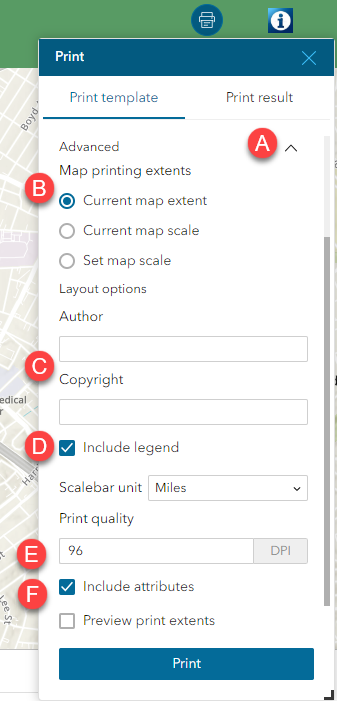 i
Print
Print template Print result
Boyd
Advanced A
Map printing extents
B Current map extent
Current map scale
Set map scale
Layout options
Author
C
Copyright
edical
r
D Include legend
Scalebar unit Miles
Print quality
E 96 DPI
F Include attributes
Lee St
Preview print extents
Print